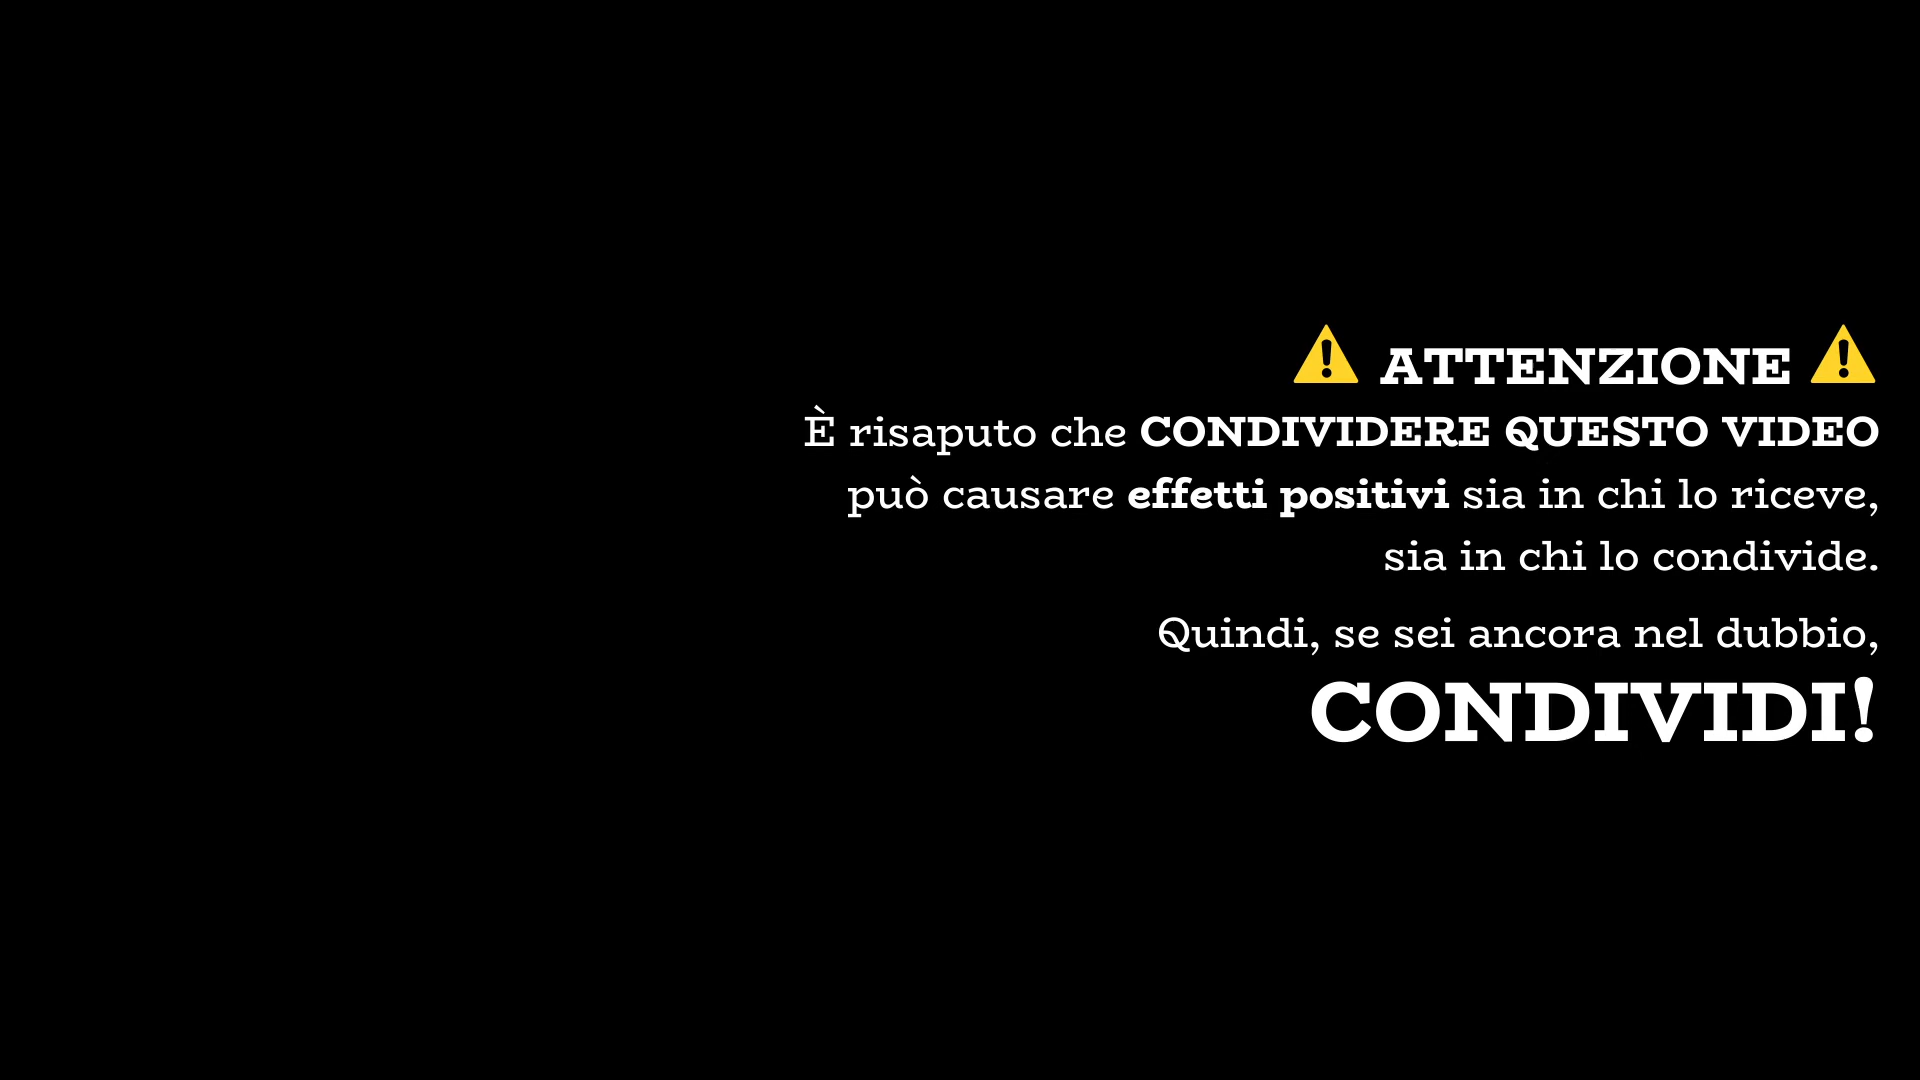 ⚠ ATTENZIONE ⚠
È risaputo che CONDIVIDERE QUESTO VIDEO
può causare effetti positivi sia in chi lo riceve,
sia in chi lo condivide.
Quindi, se sei ancora nel dubbio,
CONDIVIDI!